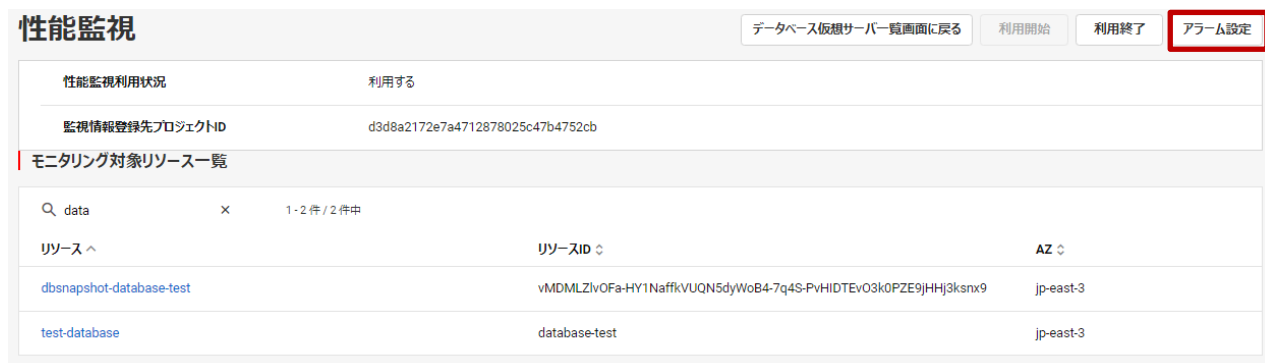 性能監視
データベース仮想サーバー覧画面に戻る 利用開始 利用終了 アラーム設定
性能監視利用状況 利用する
監視情報登録先プロジェクトID d3d8a2172e7a4712878025c47b4752cb
モニタリング対象リソース一覧
data × 1 - 2 件 / 2 件中
リソース リソースID AZ
dbsnapshot-database-test vMDMLZlvOFa-HY1NaffkVUQN5dyWoB4-7q4S-PvHIDTEvO3k0PZE9jHHj3ksnx9 jp-east-3
test-database database-test jp-east-3